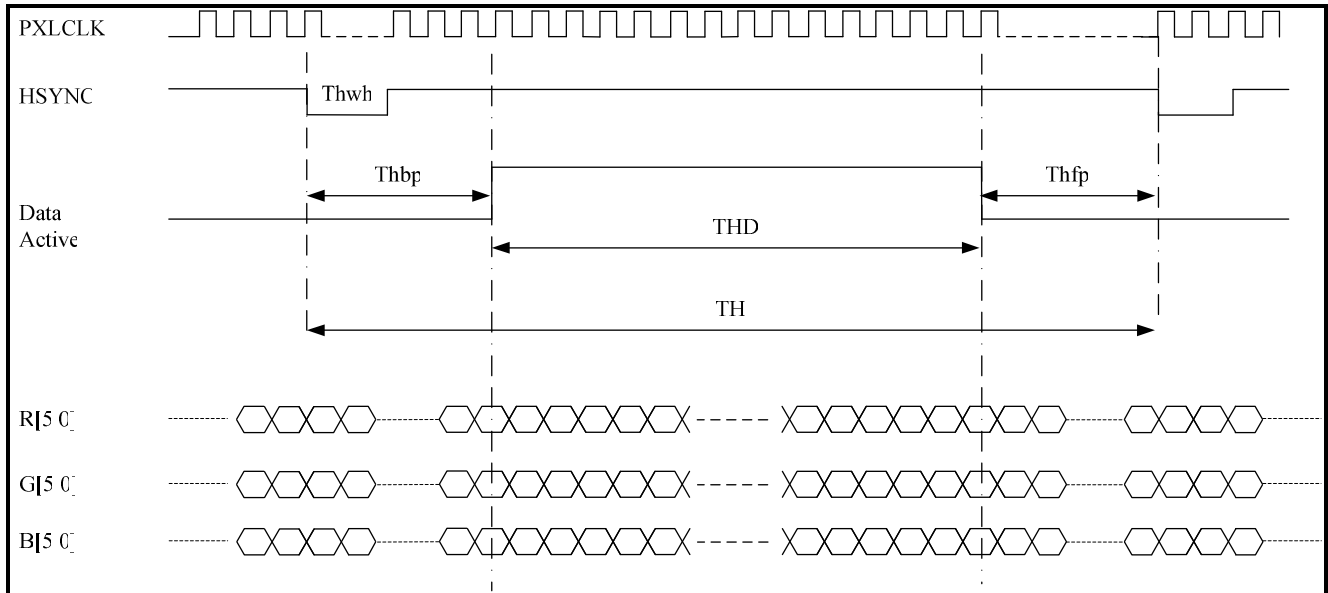 PXLCLK
HSYNC
Thwh
Thbp
Thfp
Data
Active
THD
TH
R[5 0]
G[5 0]
B[5 0]